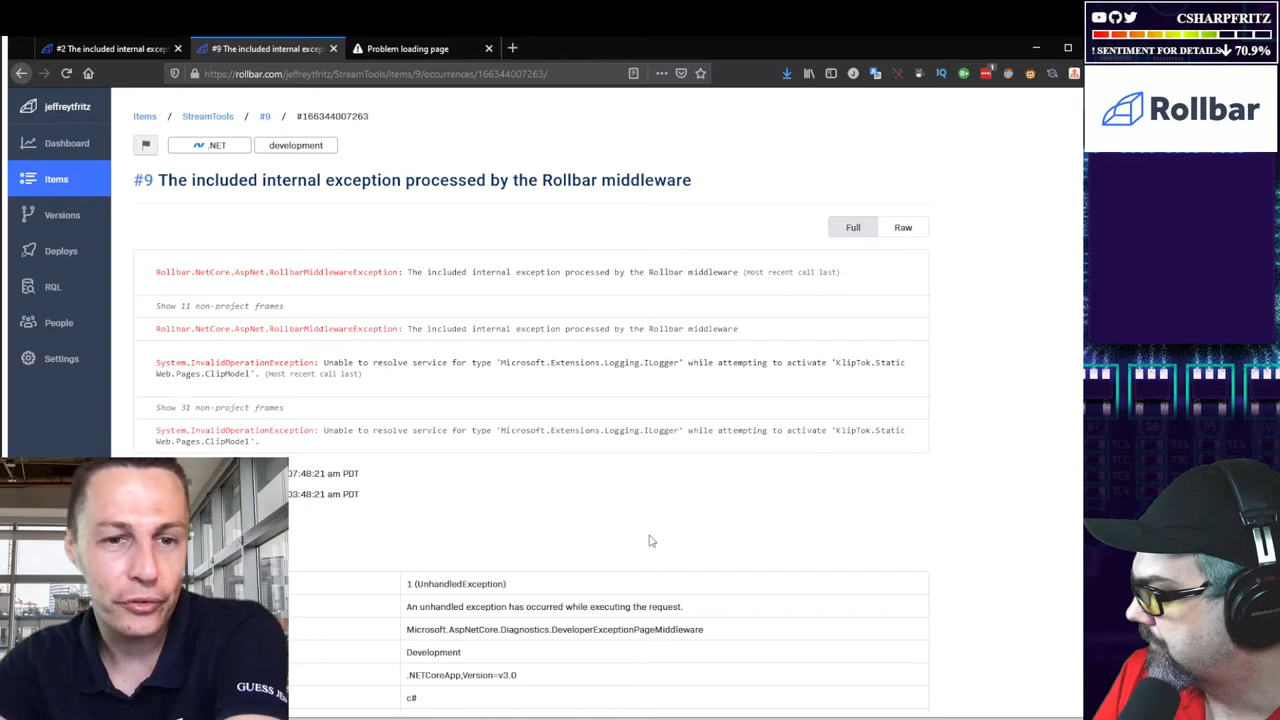 #2 The included internal excepti
#9 The included internal excepti
Problem loading page
https://rollbar.com/jeffreytfritz/StreamTools/items/9/occurrences/166344007263/
CSHARPFRITZ
! SENTIMENT FOR DETAILS
70.9%
Rollbar
jeffreytfritz
Dashboard
Items
Versions
Deploys
RQL
People
Settings
Items / StreamTools / #9 / #166344007263
.NET
development
#9 The included internal exception processed by the Rollbar middleware
Full
Raw
Rollbar.NetCore.AspNet.RollbarMiddlewareException: The included internal exception processed by the Rollbar middleware (Most recent call last)
Show 11 non-project frames
Rollbar.NetCore.AspNet.RollbarMiddlewareException: The included internal exception processed by the Rollbar middleware
System.InvalidOperationException: Unable to resolve service for type 'Microsoft.Extensions.Logging.ILogger' while attempting to activate 'KlipTok.Static
Web.Pages.ClipModel'. (Most recent call last)
Show 31 non-project frames
System.InvalidOperationException: Unable to resolve service for type 'Microsoft.Extensions.Logging.ILogger' while attempting to activate 'KlipTok.Static
Web.Pages.ClipModel'.
07:48:21 am PDT
03:48:21 am PDT
1 (UnhandledException)
An unhandled exception has occurred while executing the request.
Microsoft.AspNetCore.Diagnostics.DeveloperExceptionPageMiddleware
Development
.NETCoreApp,Version=v3.0
c#
GUESS